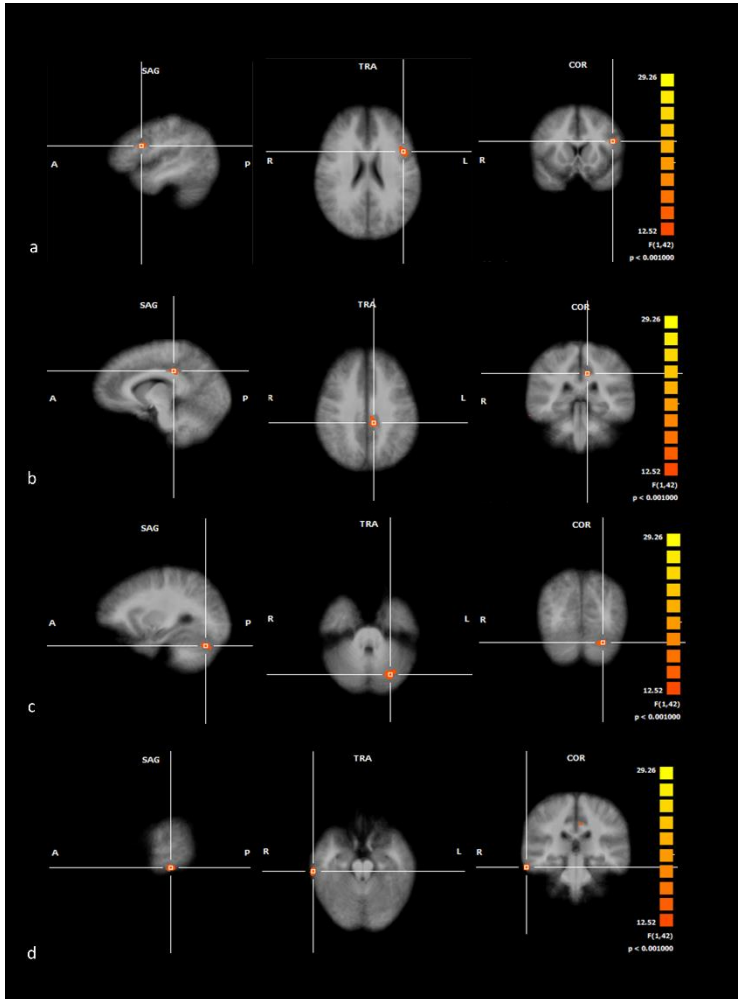 SAG
TRA
COR
A
P
R
L
R
29.26
12.52
F(1,42)
p < 0.001000
a
SAG
TRA
COR
A
P
R
L
R
29.26
12.52
F(1,42)
p < 0.001000
b
SAG
TRA
COR
A
P
R
L
R
29.26
12.52
F(1,42)
p < 0.001000
c
SAG
TRA
COR
A
P
R
L
R
29.26
12.52
F(1,42)
p < 0.001000
d